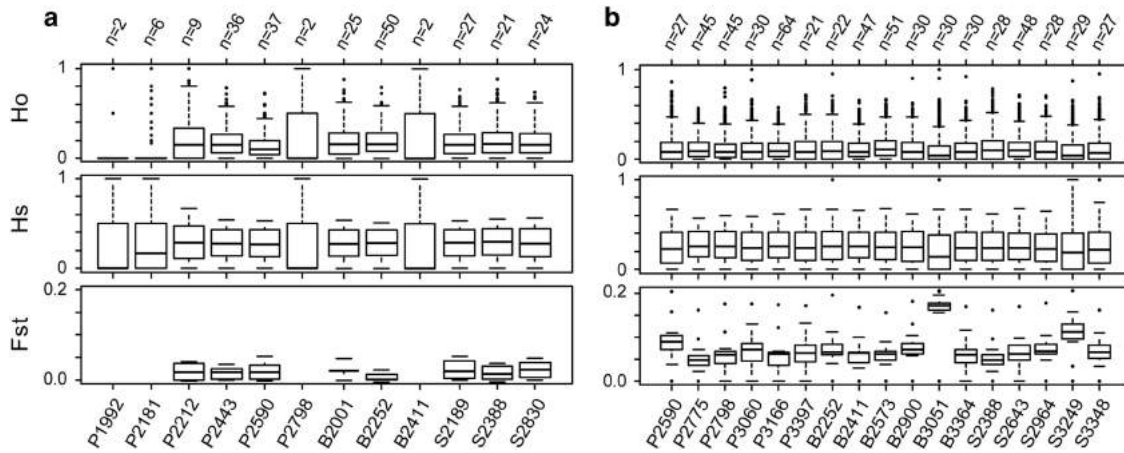 a
n=2 n=6 n=9 n=36 n=37 n=2 n=25 n=50 n=2 n=27 n=21 n=24
Ho
1
0
Hs
1
0
Fst
0.2
0.0
P1992 P2181 P2212 P2443 P2590 P2798 B2001 B2252 B2411 S2189 S2388 S2830
b
n=27 n=45 n=45 n=30 n=64 n=21 n=22 n=47 n=51 n=30 n=30 n=30 n=28 n=48 n=28 n=29 n=27
1
0
1
0
0.2
0.0
P2590 P2775 P2798 P3060 P3166 P3397 B2252 B2411 B2573 B2900 B3051 B3364 S2388 S2643 S2964 S3249 S3348